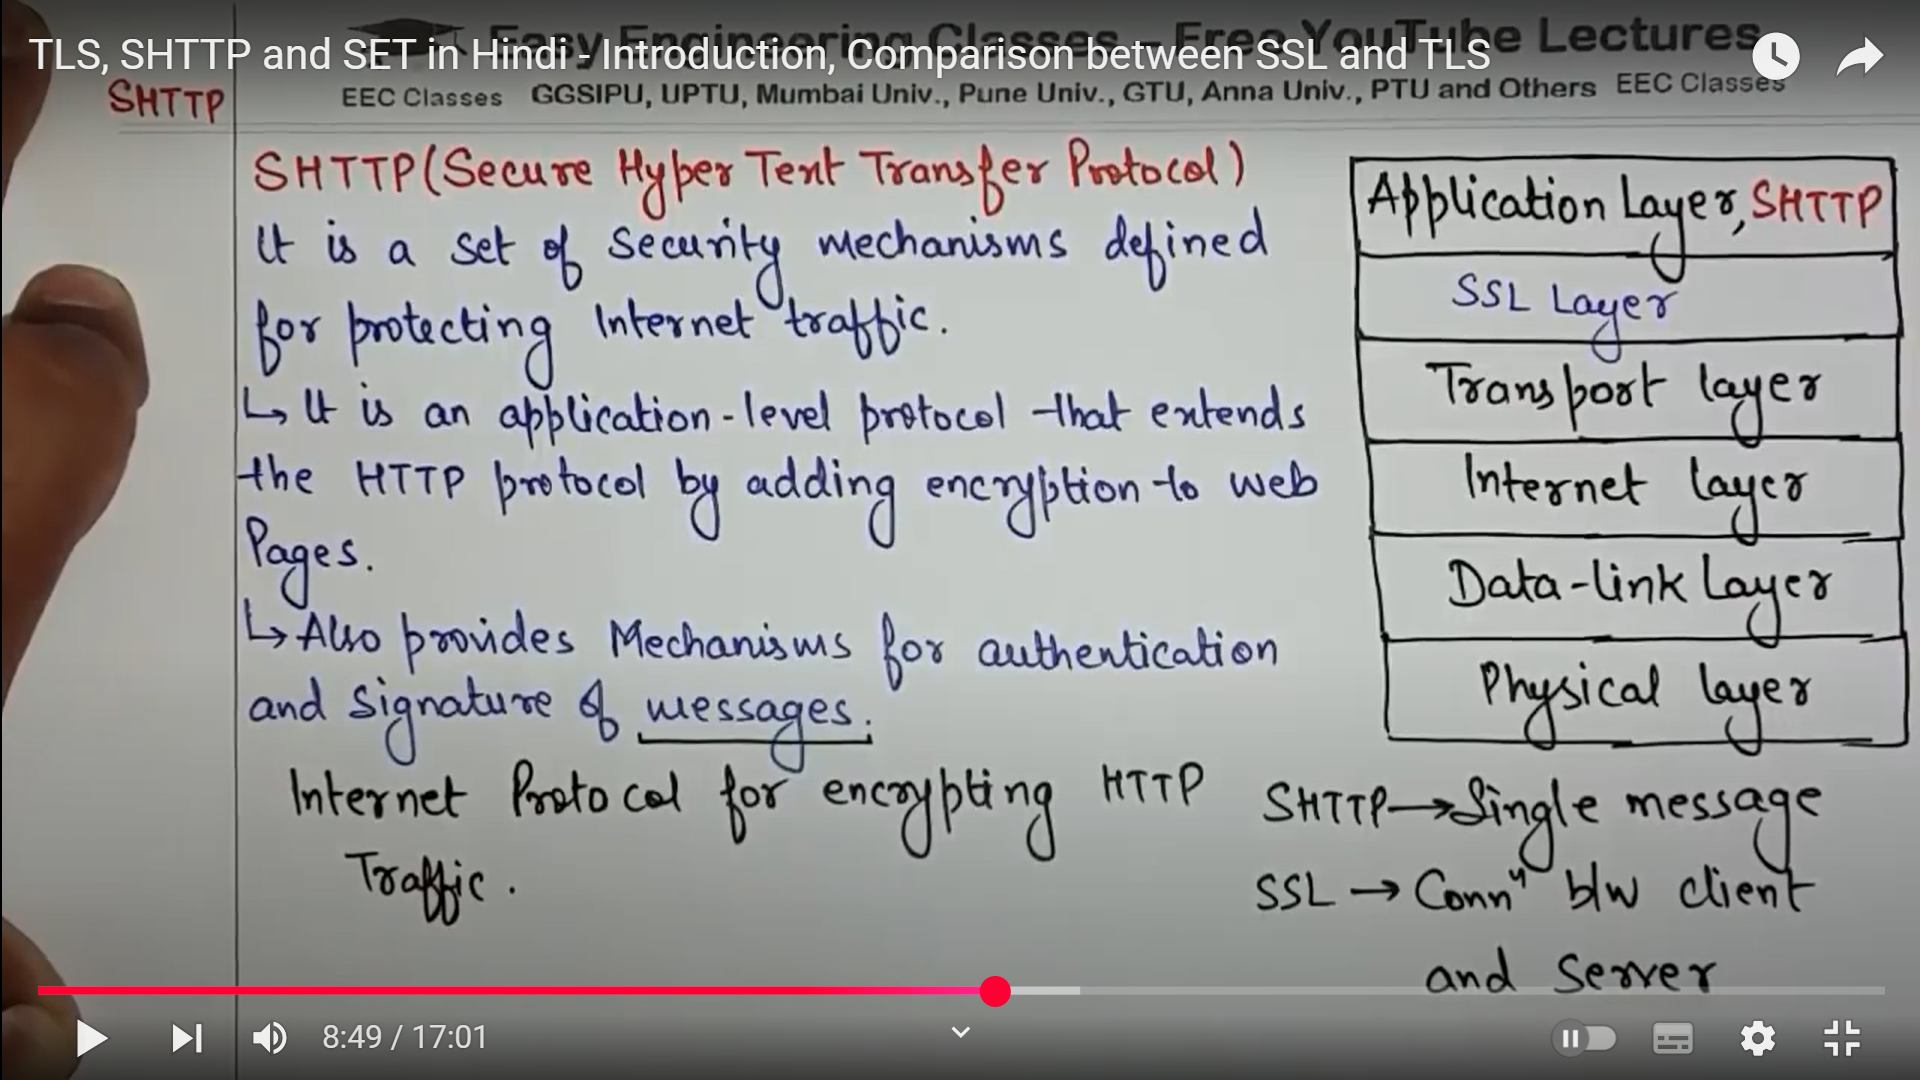 Easy Engineering Classes – Free YouTube Lectures
TLS, SHTTP and SET in Hindi - Introduction, Comparison between SSL and TLS
EEC Classes GGSIPU, UPTU, Mumbai Univ., Pune Univ., GTU, Anna Univ., PTU and Others EEC Classes
SHTTP
SHTTP (Secure Hyper Text Transfer Protocol)
It is a set of security mechanisms defined
for protecting Internet traffic.
↳ It is an application-level protocol that extends
the HTTP protocol by adding encryption to web
Pages.
↳ Also provides Mechanisms for authentication
and signature of messages.
Internet Protocol for encrypting HTTP
Traffic.
Application Layer, SHTTP
SSL Layer
Transport layer
Internet layer
Data-link Layer
Physical layer
SHTTP → Single message
SSL → Connⁿ b/w client
and Server
8:49 / 17:01